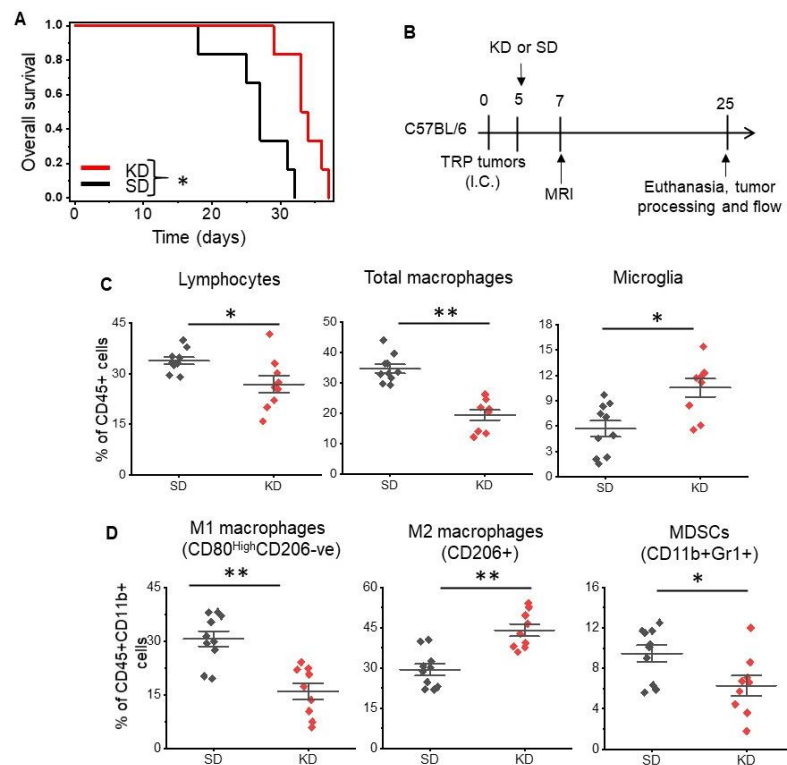 A
Overall survival
1.0
0.8
0.6
0.4
0.2
0.0
KD
SD
*
0 10 20 30
Time (days)
B
KD or SD
0 5 7 25
C57BL/6
TRP tumors
(I.C.)
MRI
Euthanasia, tumor
processing and flow
C
% of CD45+ cells
Lymphocytes
*
45
30
15
0
SD KD
Total macrophages
**
50
40
30
20
10
0
SD KD
Microglia
*
18
15
12
9
6
3
0
SD KD
D
% of CD45+CD11b+
cells
M1 macrophages
(CD80HighCD206-ve)
**
45
30
15
0
SD KD
M2 macrophages
(CD206+)
**
60
45
30
15
0
SD KD
MDSCs
(CD11b+Gr1+)
*
16
12
8
4
0
SD KD